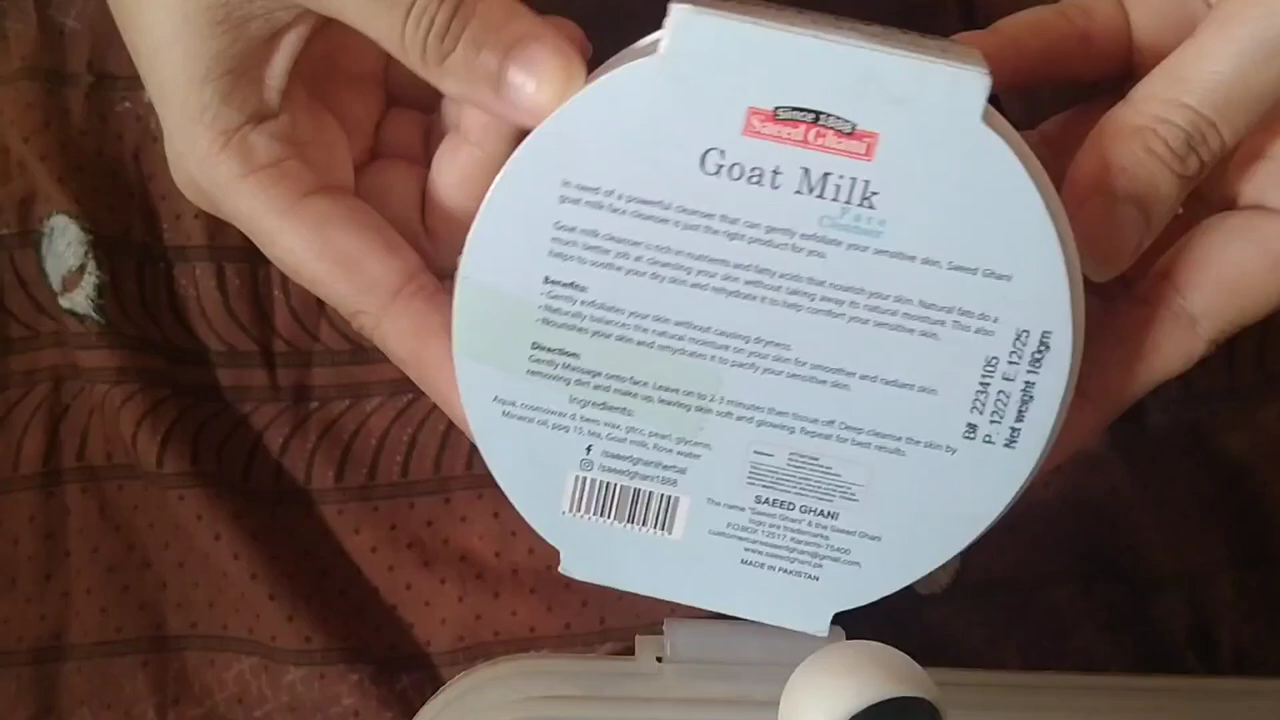 Since 1888
Saeed Ghani
Goat Milk
Face
Cleanser
In need of a powerful cleanser that can gently exfoliate your sensitive skin, Saeed Ghani
goat milk face cleanser is just the right product for you.
Goat milk cleanser is rich in nutrients and fatty acids that nourish your skin. Natural fats do a
much better job at cleansing your skin without taking away its natural moisture. This also
helps to soothe your dry skin and rehydrate it to help comfort your sensitive skin.
Benefits:
• Gently exfoliates your skin without causing dryness.
• Naturally balances the natural moisture on your skin for smoother and radiant skin.
• Nourishes your skin and rehydrates it to pacify your sensitive skin.
Direction:
Gently Massage onto face. Leave on to 2-3 minutes then tissue off. Deep cleanse the skin by
removing dirt and make up, leaving skin soft and glowing. Repeat for best results.
Ingredients:
Aqua, cosmowax d, bees wax, glcc, pearl, glycerin,
Mineral oil, ppg 15, tea, Goat milk, Rose water
/saeedghaniherbal
/saeedghani1888
SAEED GHANI
The name "Saeed Ghani" & the Saeed Ghani
logo are trademarks.
P.O.BOX 12517, Karachi-75400
customercaresaeedghani@gmail.com,
www.saeedghani.pk
MADE IN PAKISTAN
B# 2234105
P : 12/22 E: 12/25
Net weight 180gm